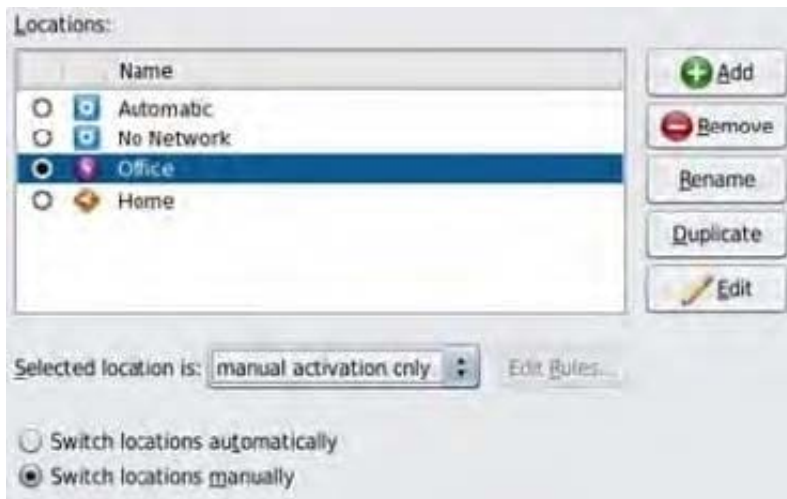 Locations:
Name
Automatic
No Network
Office
Home
Add
Remove
Rename
Duplicate
Edit
Selected location is: manual activation only Edit Rules...
Switch locations automatically
Switch locations manually